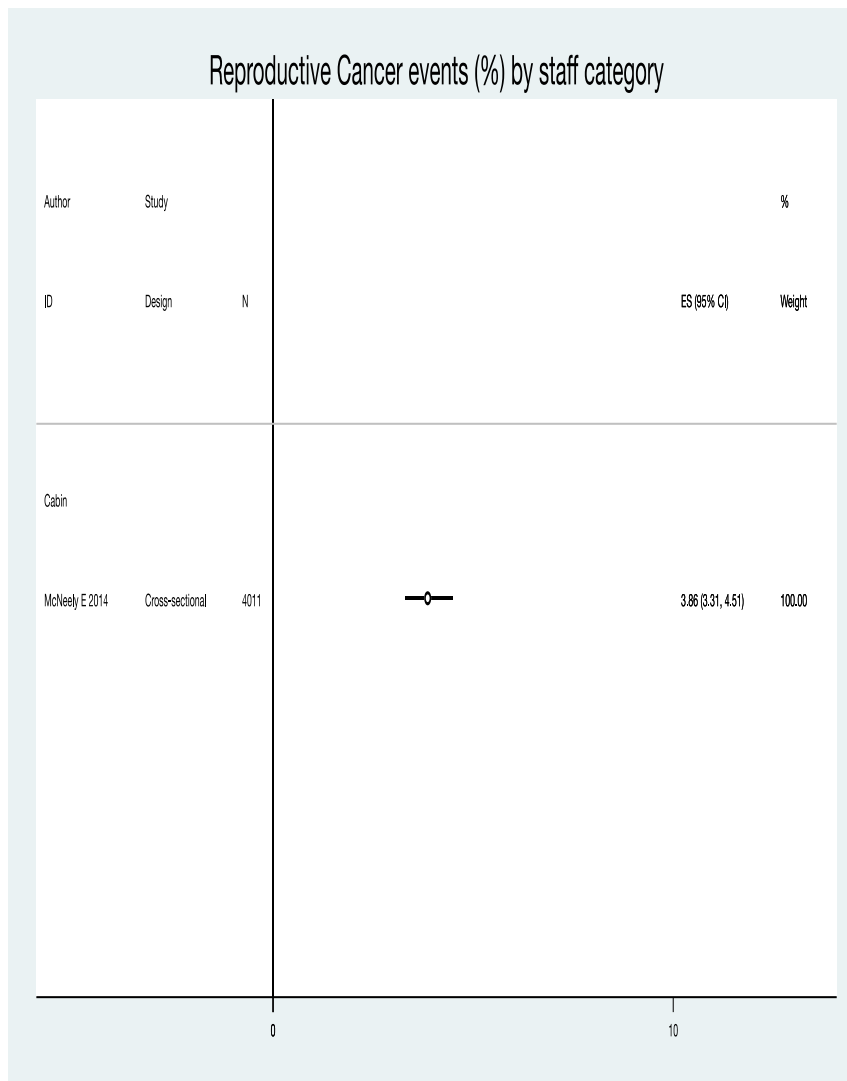 Reproductive Cancer events (%) by staff category
Author Study %
ID Design N ES (95% CI) Weight
Cabin
McNeely E 2014 Cross-sectional 4011 3.86 (3.31, 4.51) 100.00
0 10